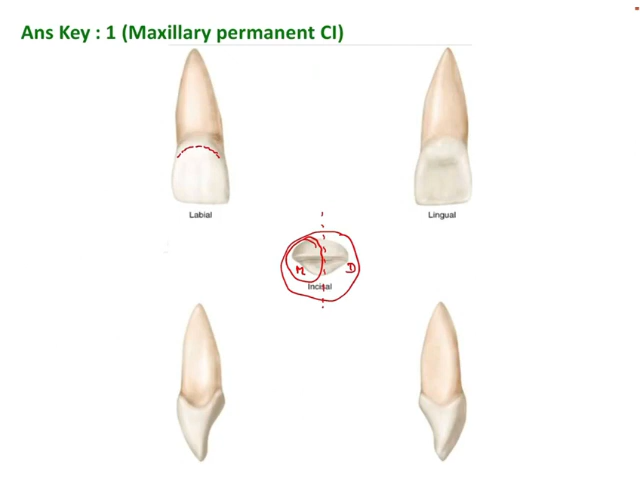 Ans Key : 1 (Maxillary permanent CI)
Labial
Lingual
M
D
Incisal